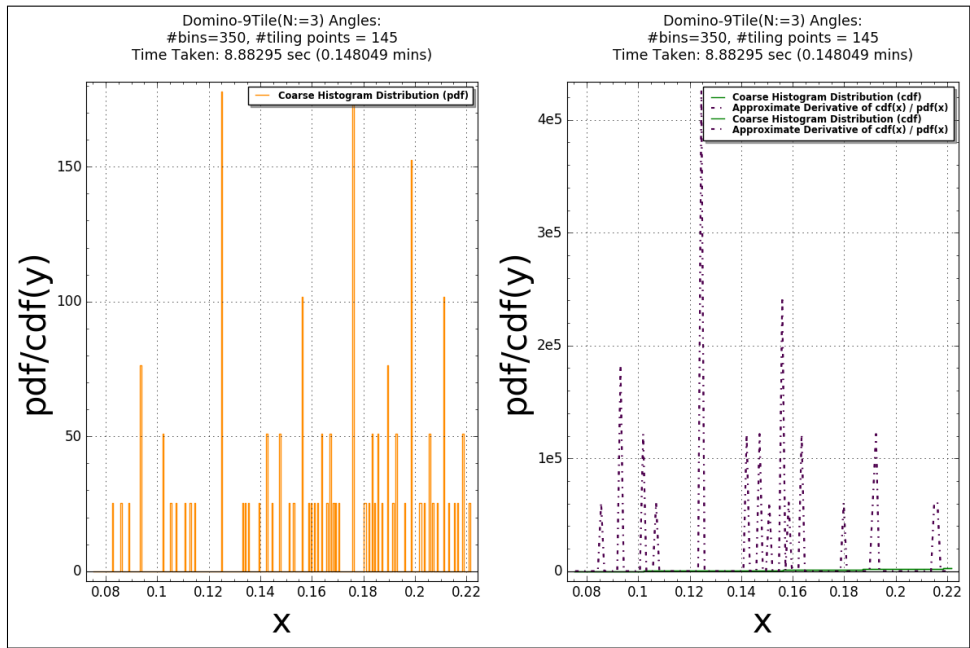 Domino-9Tile(N:=3) Angles:
#bins=350, #tiling points = 145
Time Taken: 8.88295 sec (0.148049 mins)
Coarse Histogram Distribution (pdf)
150
100
50
0
pdf/cdf(y)
0.08 0.10 0.12 0.14 0.16 0.18 0.20 0.22
x
Domino-9Tile(N:=3) Angles:
#bins=350, #tiling points = 145
Time Taken: 8.88295 sec (0.148049 mins)
Coarse Histogram Distribution (cdf)
Approximate Derivative of cdf(x) / pdf(x)
Coarse Histogram Distribution (cdf)
Approximate Derivative of cdf(x) / pdf(x)
4e5
3e5
2e5
1e5
0
pdf/cdf(y)
0.08 0.10 0.12 0.14 0.16 0.18 0.2 0.22
x